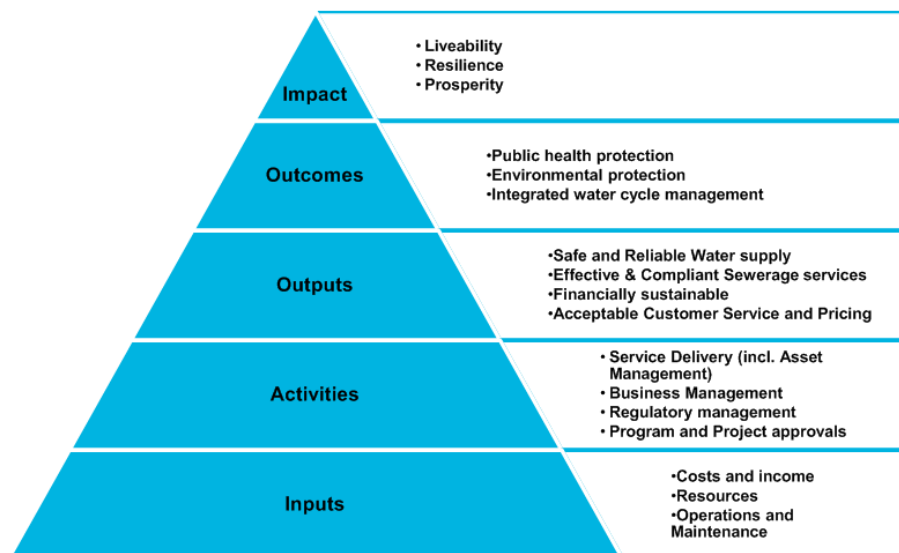 Impact
• Liveability
• Resilience
• Prosperity
Outcomes
•Public health protection
•Environmental protection
•Integrated water cycle management
Outputs
•Safe and Reliable Water supply
•Effective & Compliant Sewerage services
•Financially sustainable
•Acceptable Customer Service and Pricing
Activities
• Service Delivery (incl. Asset
Management)
• Business Management
• Regulatory management
• Program and Project approvals
Inputs
•Costs and income
•Resources
•Operations and
Maintenance